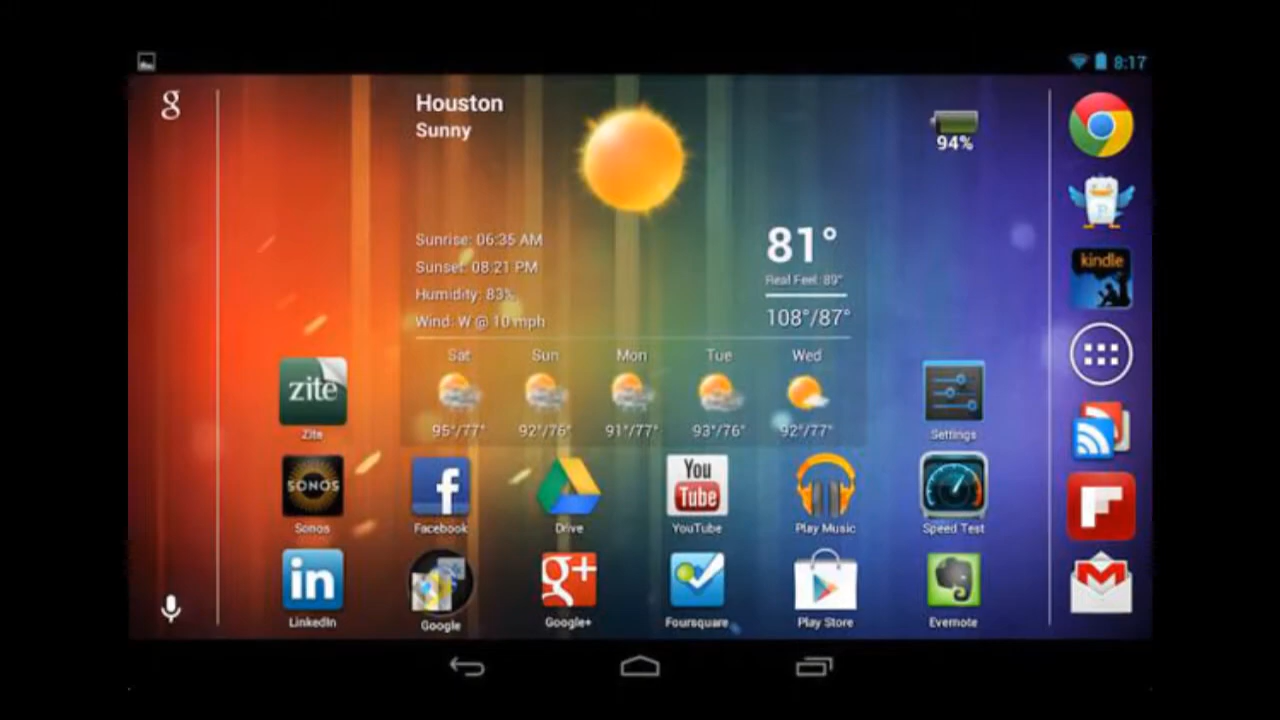 8:17
g
Houston
Sunny
94%
Sunrise: 06:35 AM
Sunset: 08:21 PM
Humidity: 83%
Wind: W @ 10 mph
81°
Real Feel: 89°
108°/87°
Sat Sun Mon Tue Wed
95°/77° 92°/76° 91°/77° 93°/76° 92°/77°
kindle
zite
Zite
Settings
SONOS
f
You
Tube
Sonos Facebook Drive YouTube Play Music Speed Test
in
g+
LinkedIn Google Google+ Foursquare Play Store Evernote